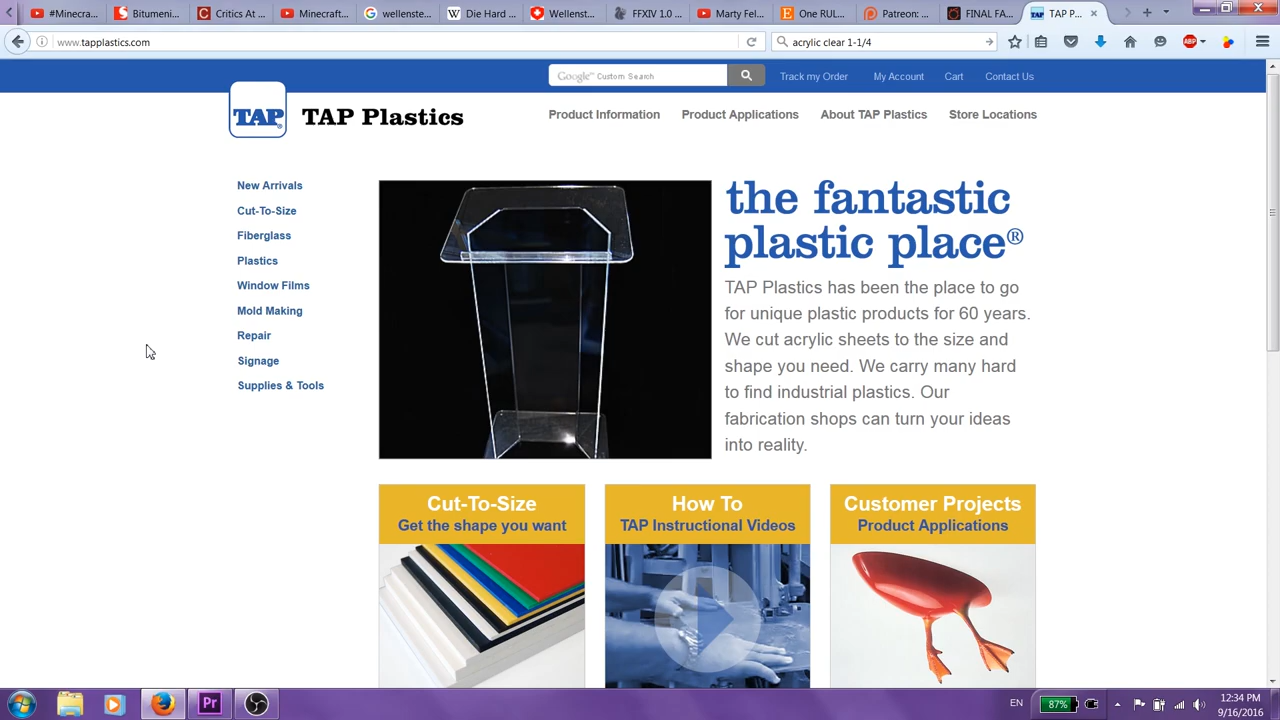 #Minecra
Bitumeni
Critics At
Minecraft
wellenste
Die Hard
Wellenst
FFXIV 1.0
Marty Fel
One RUL
Patreon:
FINAL FA
TAP P
www.tapplastics.com
acrylic clear 1-1/4
ABP
Google™ Custom Search
Track my Order
My Account
Cart
Contact Us
TAP
TAP Plastics
Product Information
Product Applications
About TAP Plastics
Store Locations
New Arrivals
Cut-To-Size
Fiberglass
Plastics
Window Films
Mold Making
Repair
Signage
Supplies & Tools
the fantastic
plastic place®
TAP Plastics has been the place to go
for unique plastic products for 60 years.
We cut acrylic sheets to the size and
shape you need. We carry many hard
to find industrial plastics. Our
fabrication shops can turn your ideas
into reality.
Cut-To-Size
Get the shape you want
How To
TAP Instructional Videos
Customer Projects
Product Applications
Pr
EN
87%
12:34 PM
9/16/2016